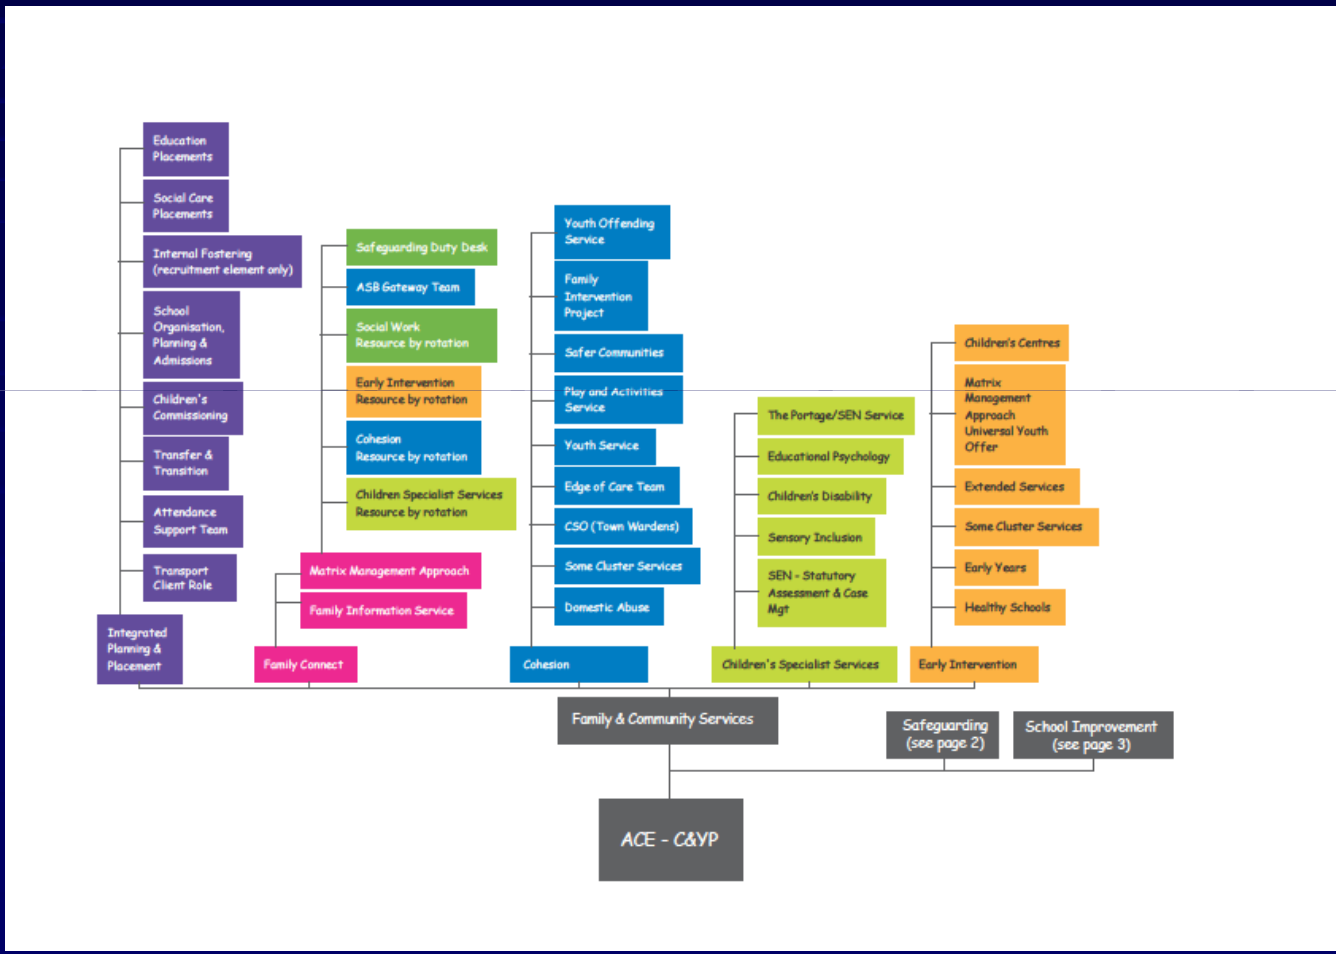 Education
Placements
Social Care
Placements
Internal Fostering
(recruitment element only)
School
Organisation,
Planning &
Admissions
Children's
Commissioning
Transfer &
Transition
Attendance
Support Team
Transport
Client Role
Integrated
Planning &
Placement
Safeguarding Duty Desk
ASB Gateway Team
Social Work
Resource by rotation
Early Intervention
Resource by rotation
Cohesion
Resource by rotation
Children Specialist Services
Resource by rotation
Matrix Management Approach
Family Information Service
Family Connect
Youth Offending
Service
Family
Intervention
Project
Safer Communities
Play and Activities
Service
Youth Service
Edge of Care Team
CSO (Town Wardens)
Some Cluster Services
Domestic Abuse
Cohesion
The Portage/SEN Service
Educational Psychology
Children's Disability
Sensory Inclusion
SEN - Statutory
Assessment & Case
Mgt
Children's Specialist Services
Children's Centres
Matrix
Management
Approach
Universal Youth
Offer
Extended Services
Some Cluster Services
Early Years
Healthy Schools
Early Intervention
Family & Community Services
Safeguarding
(see page 2)
School Improvement
(see page 3)
ACE - C&YP